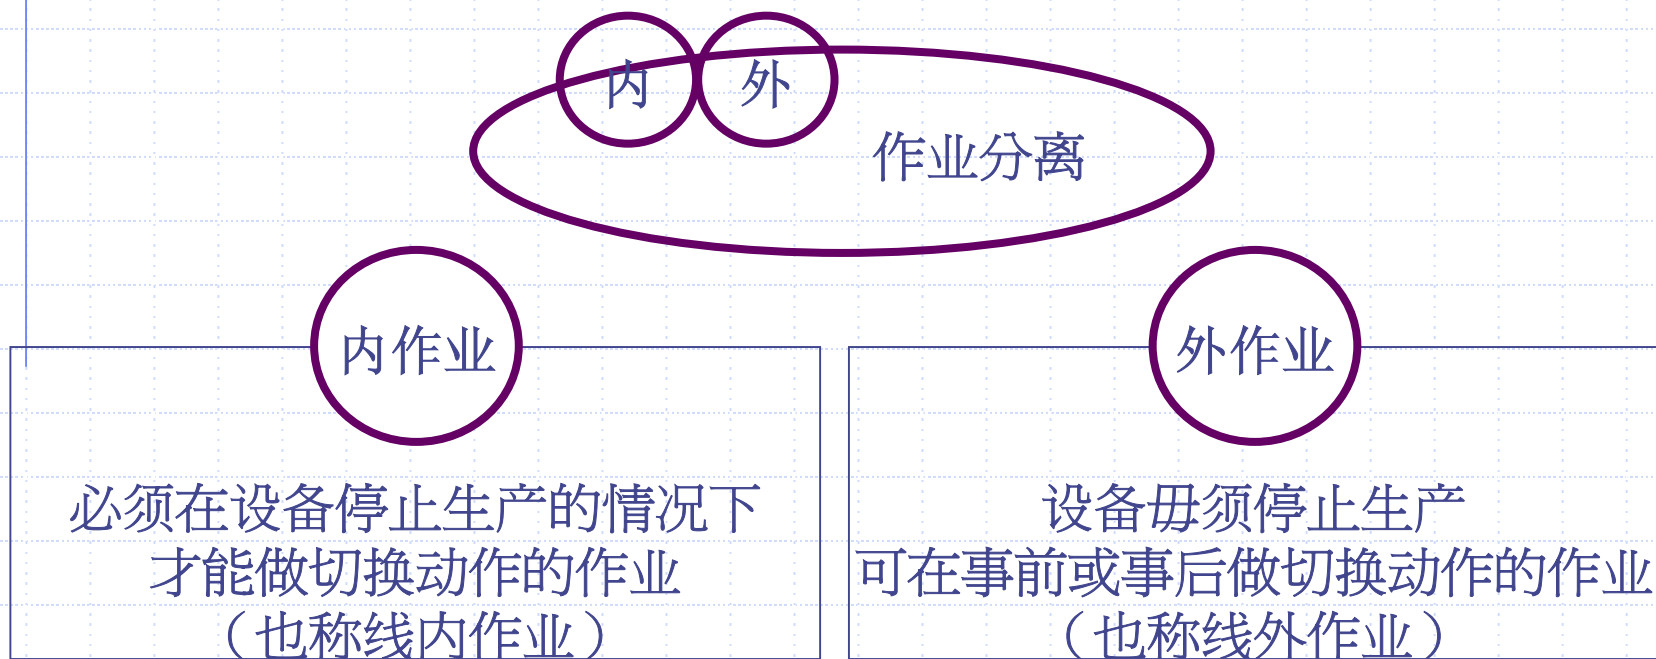 内 外
作业分离
内作业
必须在设备停止生产的情况下
才能做切换动作的作业
（也称线内作业）
外作业
设备毋须停止生产
可在事前或事后做切换动作的作业
（也称线外作业）